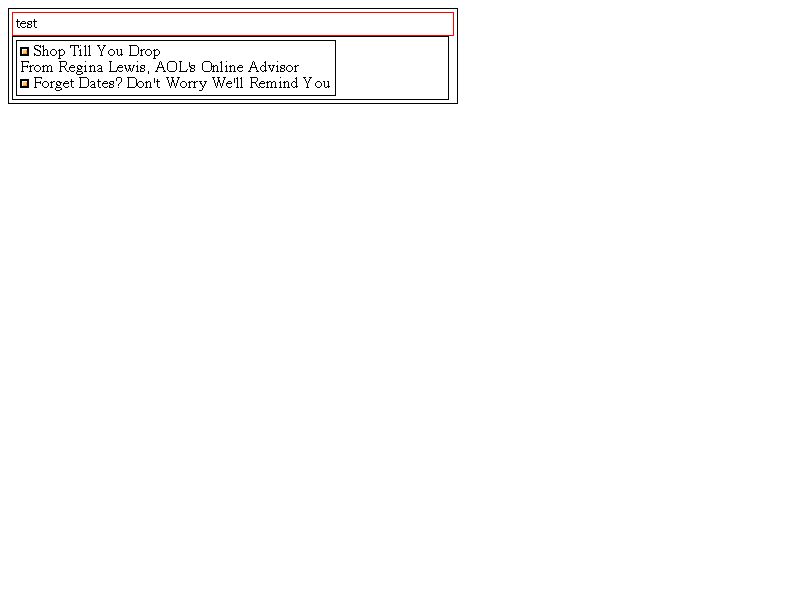 test
Shop Till You Drop
From Regina Lewis, AOL's Online Advisor
Forget Dates? Don't Worry We'll Remind You